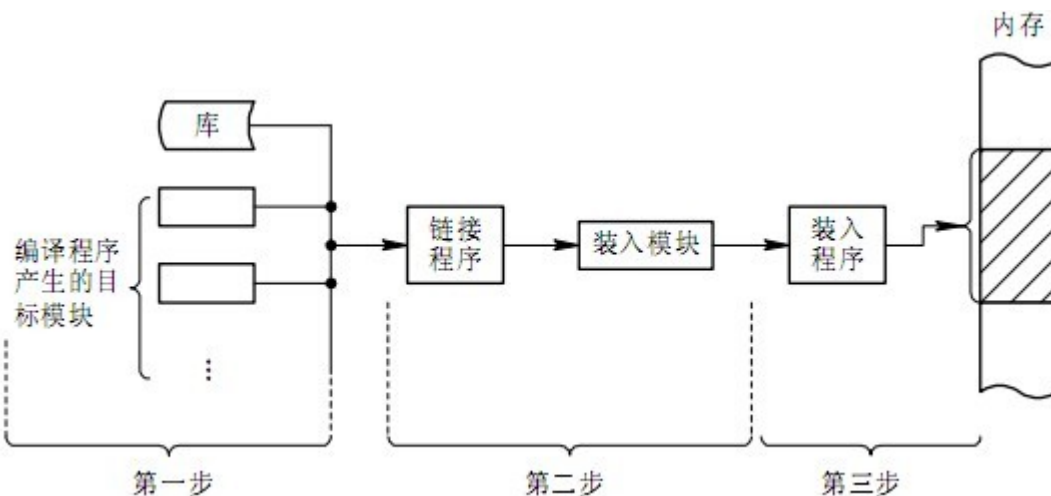 内存
库
编译程序
产生的目
标模块
…
链接
程序
装入模块
装入
程序
第一步
第二步
第三步